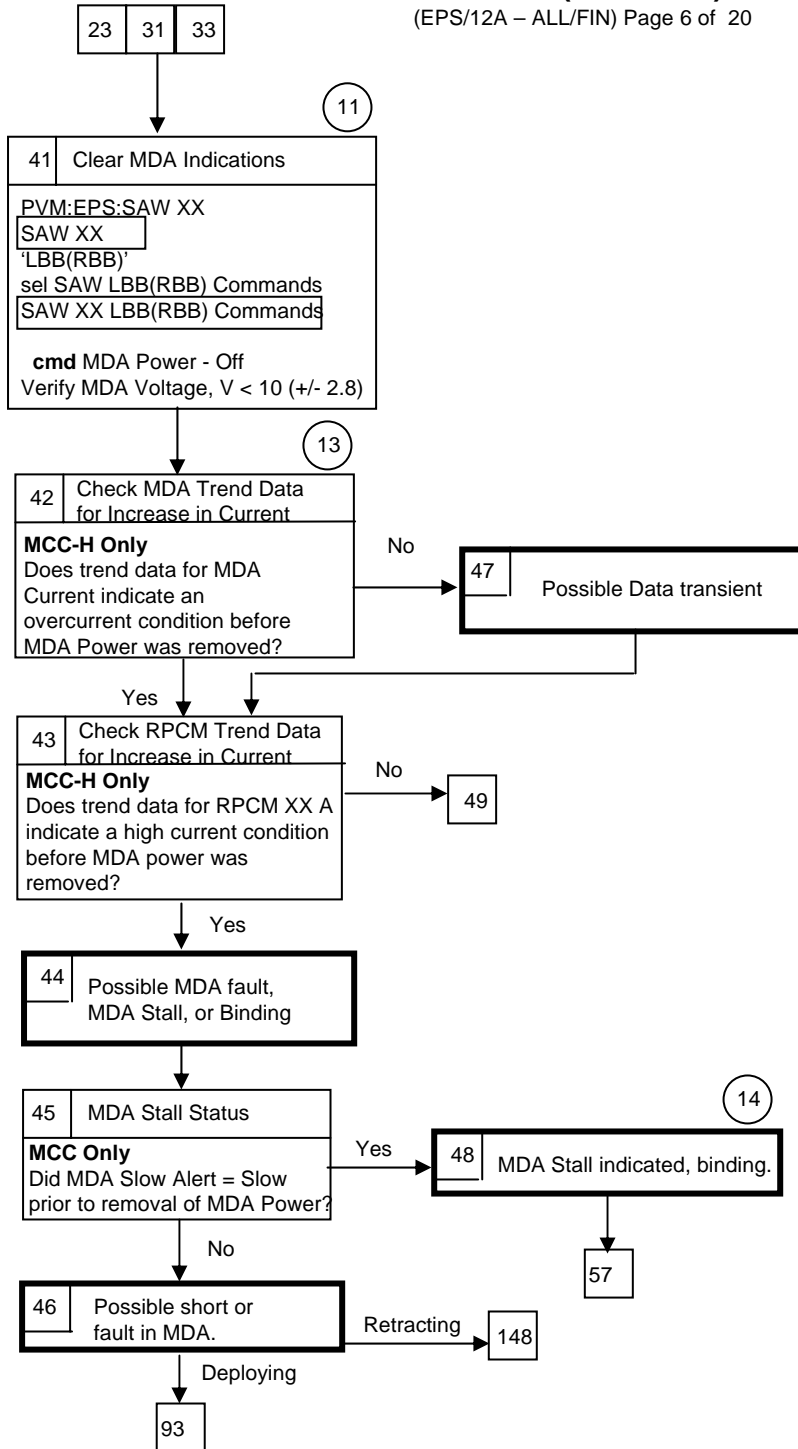 (EPS/12A – ALL/FIN) Page 6 of 20
23 31 33
11
41 Clear MDA Indications
PVM:EPS:SAW XX
SAW XX
‘LBB(RBB)’
sel SAW LBB(RBB) Commands
SAW XX LBB(RBB) Commands
cmd MDA Power - Off
Verify MDA Voltage, V < 10 (+/- 2.8)
13
42 Check MDA Trend Data
for Increase in Current
MCC-H Only
Does trend data for MDA
Current indicate an
overcurrent condition before
MDA Power was removed?
No
47 Possible Data transient
Yes
43 Check RPCM Trend Data
for Increase in Current
MCC-H Only
Does trend data for RPCM XX A
indicate a high current condition
before MDA power was
removed?
No
49
Yes
44 Possible MDA fault,
MDA Stall, or Binding
45 MDA Stall Status
MCC Only
Did MDA Slow Alert = Slow
prior to removal of MDA Power?
Yes
14
48 MDA Stall indicated, binding.
57
No
46 Possible short or
fault in MDA.
Retracting
148
Deploying
93